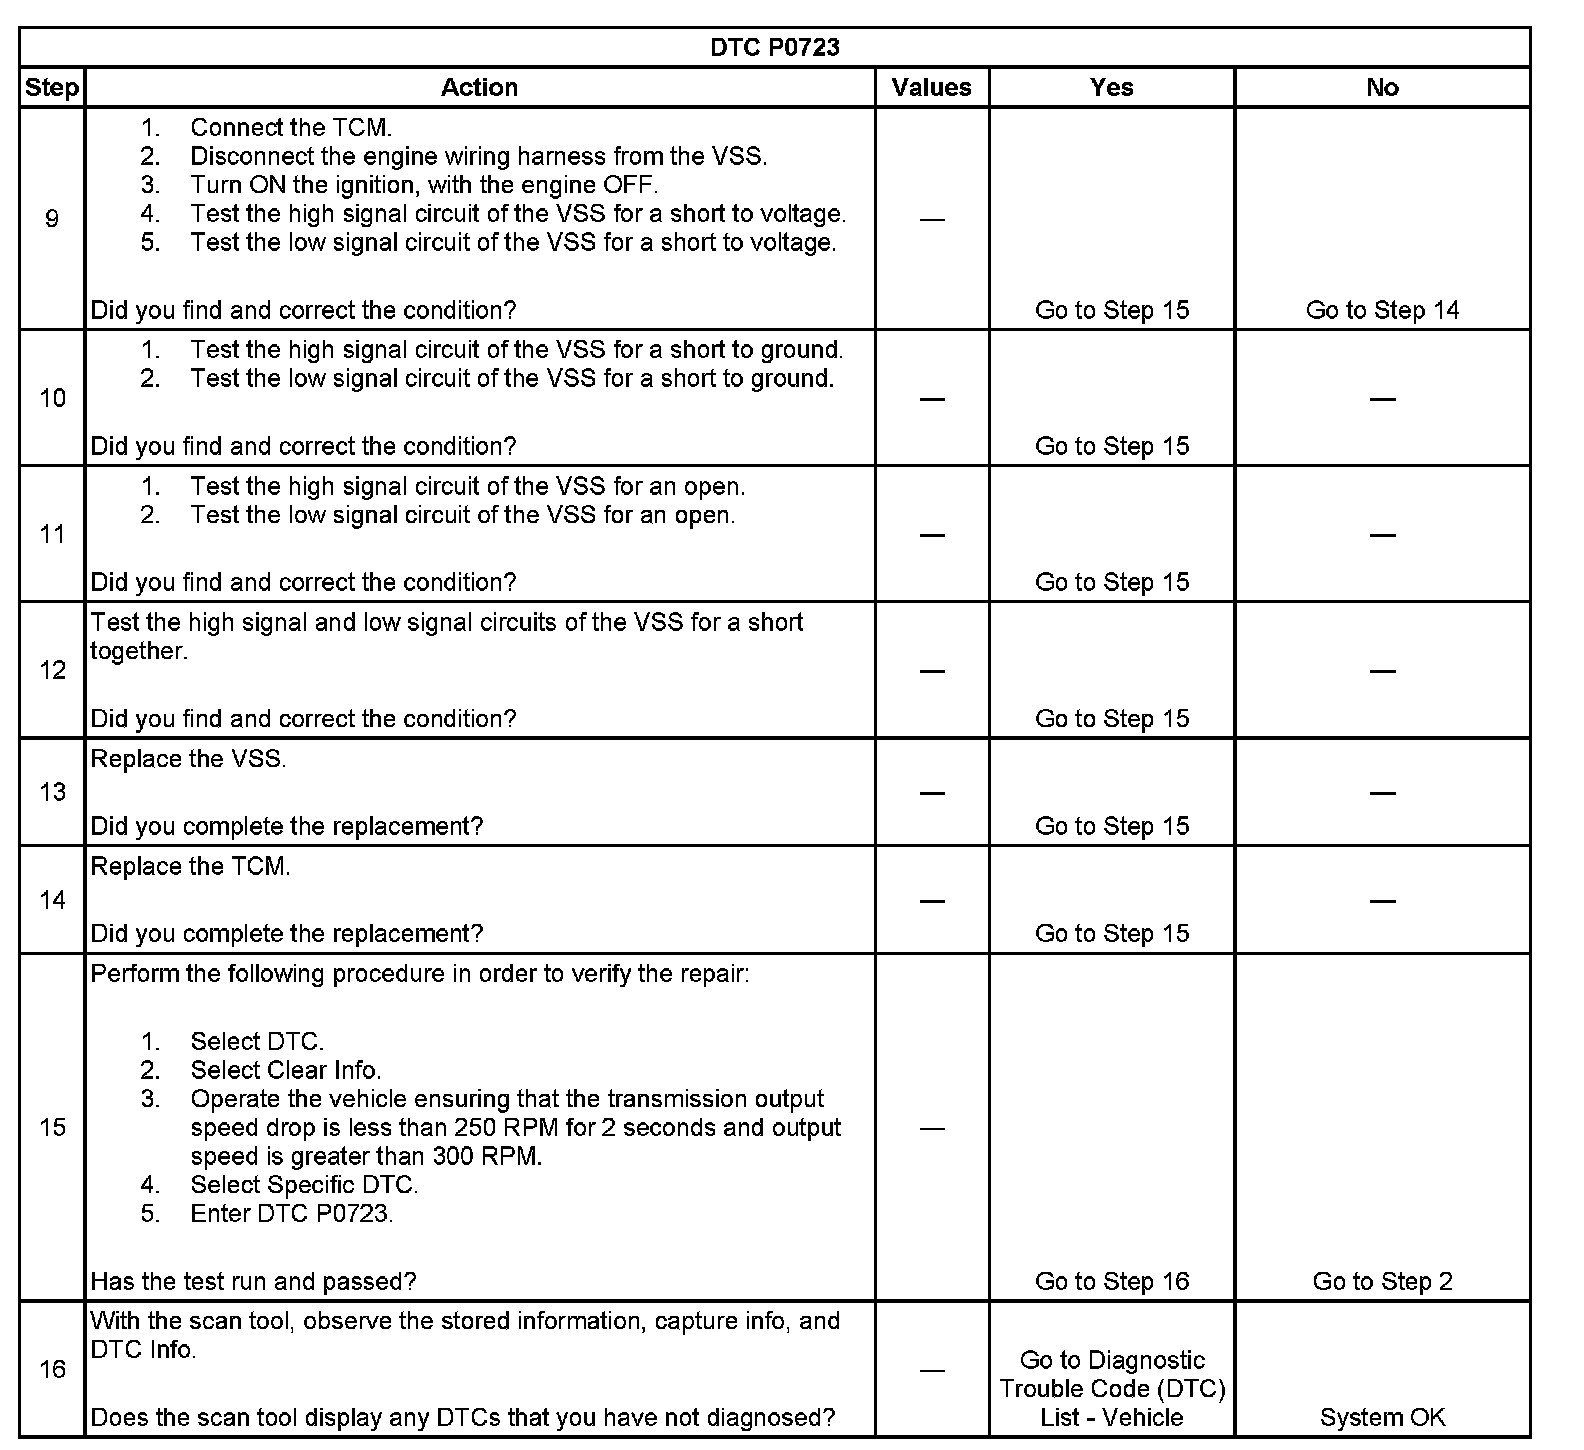 DTC P0723
Step Action Values Yes No
9
1. Connect the TCM.
2. Disconnect the engine wiring harness from the VSS.
3. Turn ON the ignition, with the engine OFF.
4. Test the high signal circuit of the VSS for a short to voltage.
5. Test the low signal circuit of the VSS for a short to voltage.
—
Did you find and correct the condition? Go to Step 15 Go to Step 14
10
1. Test the high signal circuit of the VSS for a short to ground.
2. Test the low signal circuit of the VSS for a short to ground.
— —
Did you find and correct the condition? Go to Step 15
11
1. Test the high signal circuit of the VSS for an open.
2. Test the low signal circuit of the VSS for an open.
— —
Did you find and correct the condition? Go to Step 15
12
Test the high signal and low signal circuits of the VSS for a short
together.
— —
Did you find and correct the condition? Go to Step 15
13
Replace the VSS.
— —
Did you complete the replacement? Go to Step 15
14
Replace the TCM.
— —
Did you complete the replacement? Go to Step 15
15
Perform the following procedure in order to verify the repair:
1. Select DTC.
2. Select Clear Info.
3. Operate the vehicle ensuring that the transmission output
speed drop is less than 250 RPM for 2 seconds and output
speed is greater than 300 RPM.
4. Select Specific DTC.
5. Enter DTC P0723.
—
Has the test run and passed? Go to Step 16 Go to Step 2
16
With the scan tool, observe the stored information, capture info, and
DTC Info.
—
Does the scan tool display any DTCs that you have not diagnosed?
Go to Diagnostic
Trouble Code (DTC)
List - Vehicle
System OK